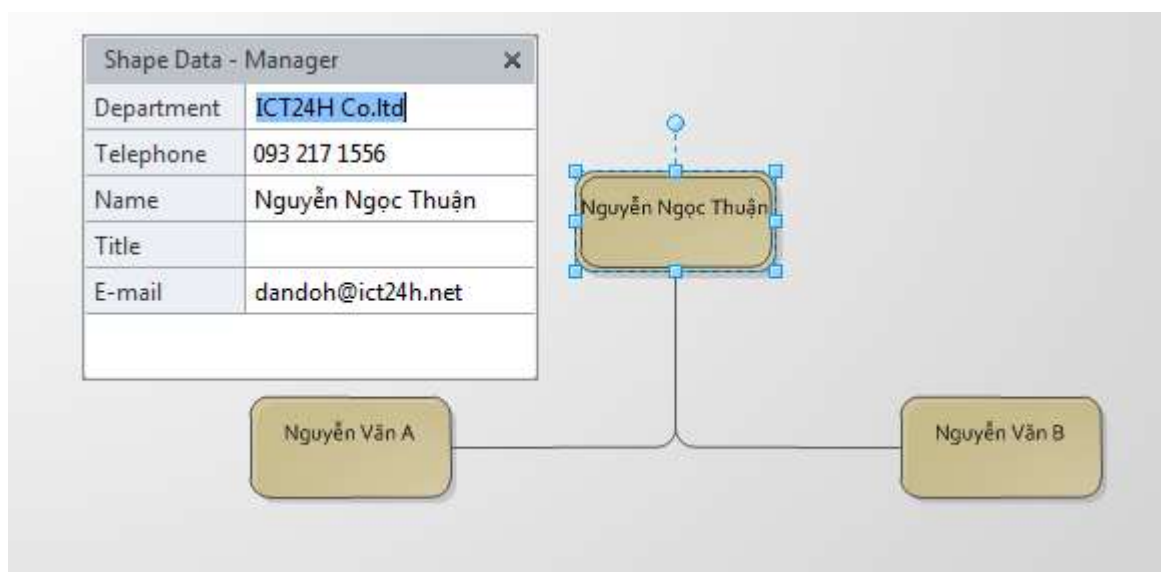 Shape Data - Manager
Department ICT24H Co.ltd
Telephone 093 217 1556
Name Nguyễn Ngọc Thuận
Title
E-mail dandoh@ict24h.net
Nguyễn Ngọc Thuận
Nguyễn Văn A
Nguyễn Văn B